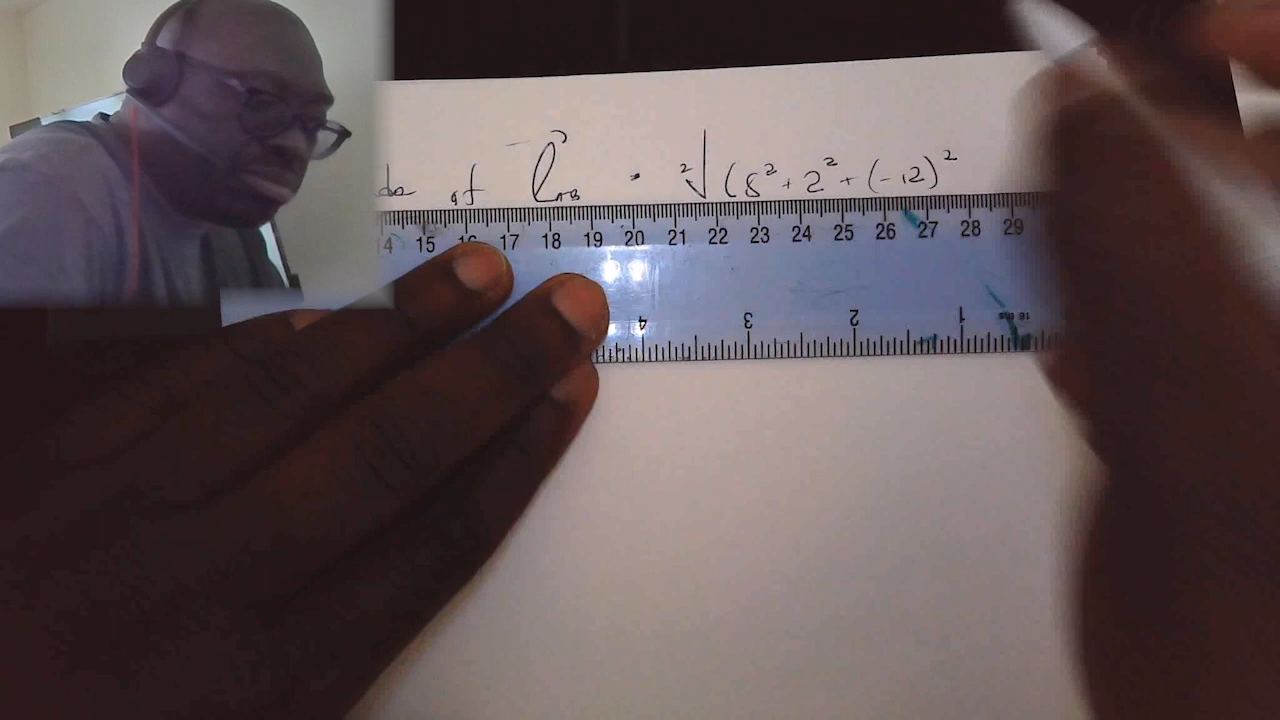 of l⃗AB = ²√(8² + 2² + (-12)²
4 15 16 17 18 19 20 21 22 23 24 25 26 27 28 29
4 3 2 1